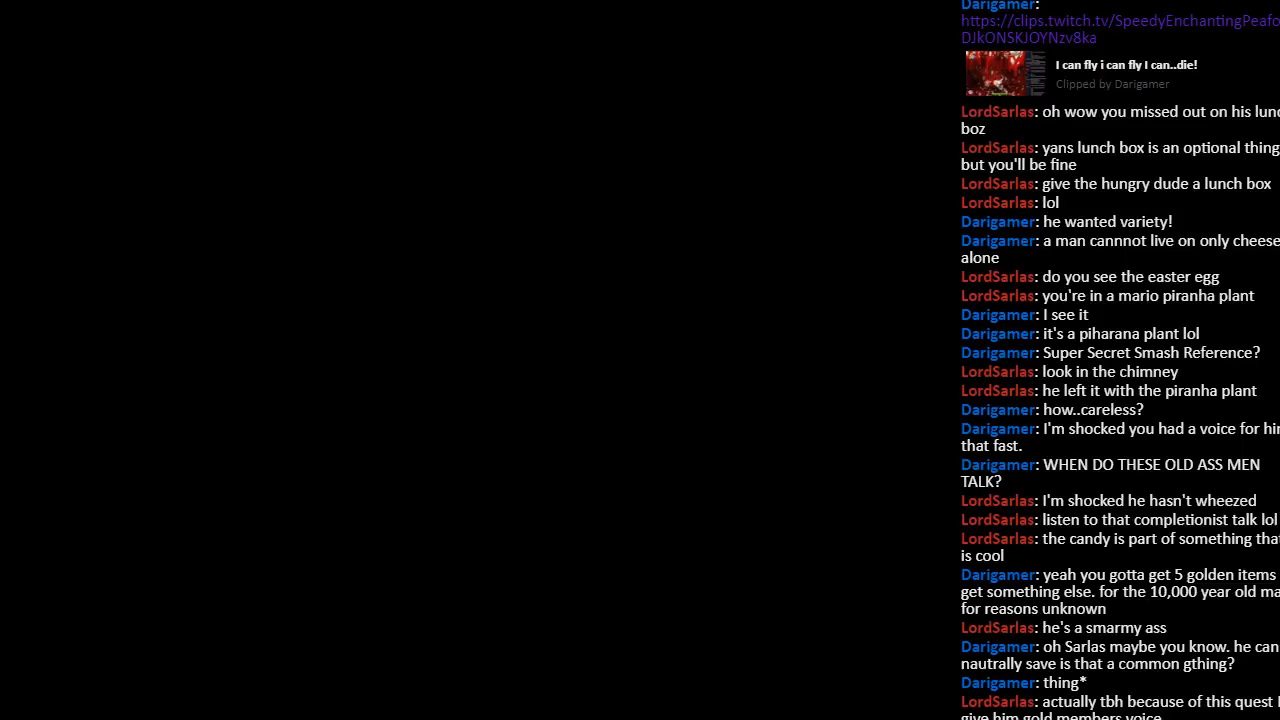 Darigamer:
https://clips.twitch.tv/SpeedyEnchantingPeafo
DJkONSKJOYNzv8ka
I can fly i can fly I can..die!
Clipped by Darigamer
LordSarlas: oh wow you missed out on his lunc
boz
LordSarlas: yans lunch box is an optional thing
but you'll be fine
LordSarlas: give the hungry dude a lunch box
LordSarlas: lol
Darigamer: he wanted variety!
Darigamer: a man cannnot live on only cheese
alone
LordSarlas: do you see the easter egg
LordSarlas: you're in a mario piranha plant
Darigamer: I see it
Darigamer: it's a piharana plant lol
Darigamer: Super Secret Smash Reference?
LordSarlas: look in the chimney
LordSarlas: he left it with the piranha plant
Darigamer: how..careless?
Darigamer: I'm shocked you had a voice for hi
that fast.
Darigamer: WHEN DO THESE OLD ASS MEN
TALK?
LordSarlas: I'm shocked he hasn't wheezed
LordSarlas: listen to that completionist talk lol
LordSarlas: the candy is part of something tha
is cool
Darigamer: yeah you gotta get 5 golden items
get something else. for the 10,000 year old ma
for reasons unknown
LordSarlas: he's a smarmy ass
Darigamer: oh Sarlas maybe you know. he can
nautrally save is that a common gthing?
Darigamer: thing*
LordSarlas: actually tbh because of this quest
give him gold members voice